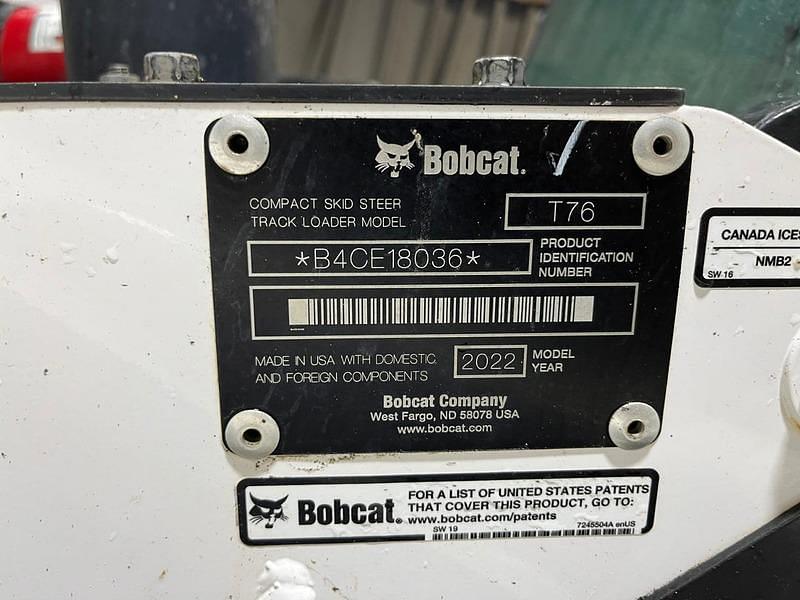 Bobcat.
COMPACT SKID STEER
TRACK LOADER MODEL
T76
*B4CE18036*
PRODUCT
IDENTIFICATION
NUMBER
MADE IN USA WITH DOMESTIC
AND FOREIGN COMPONENTS
2022
MODEL
YEAR
Bobcat Company
West Fargo, ND 58078 USA
www.bobcat.com
CANADA ICES
NMB2
SW 16
Bobcat®
FOR A LIST OF UNITED STATES PATENTS
THAT COVER THIS PRODUCT, GO TO:
www.bobcat.com/patents
SW 19
7245504A enUS